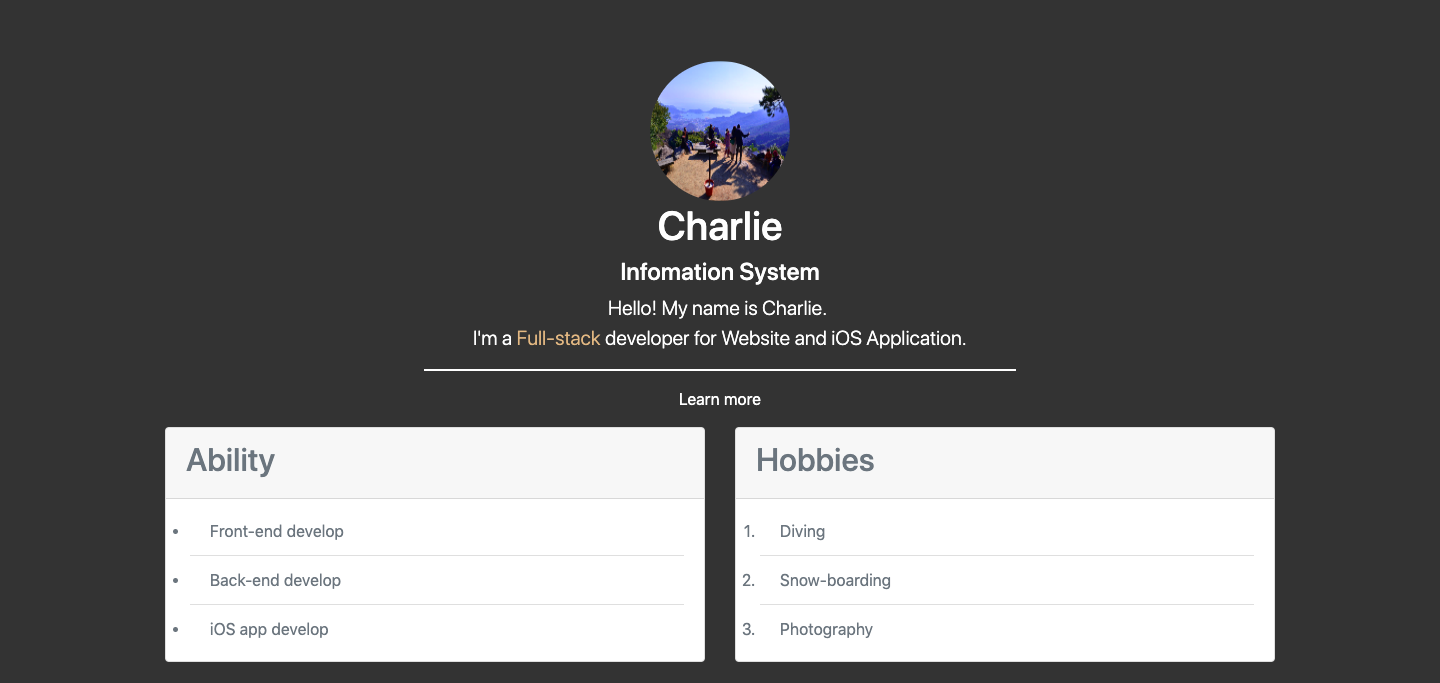 Charlie
Infomation System
Hello! My name is Charlie.
I'm a Full-stack developer for Website and iOS Application.
Learn more
Ability
• Front-end develop
• Back-end develop
• iOS app develop
Hobbies
1. Diving
2. Snow-boarding
3. Photography